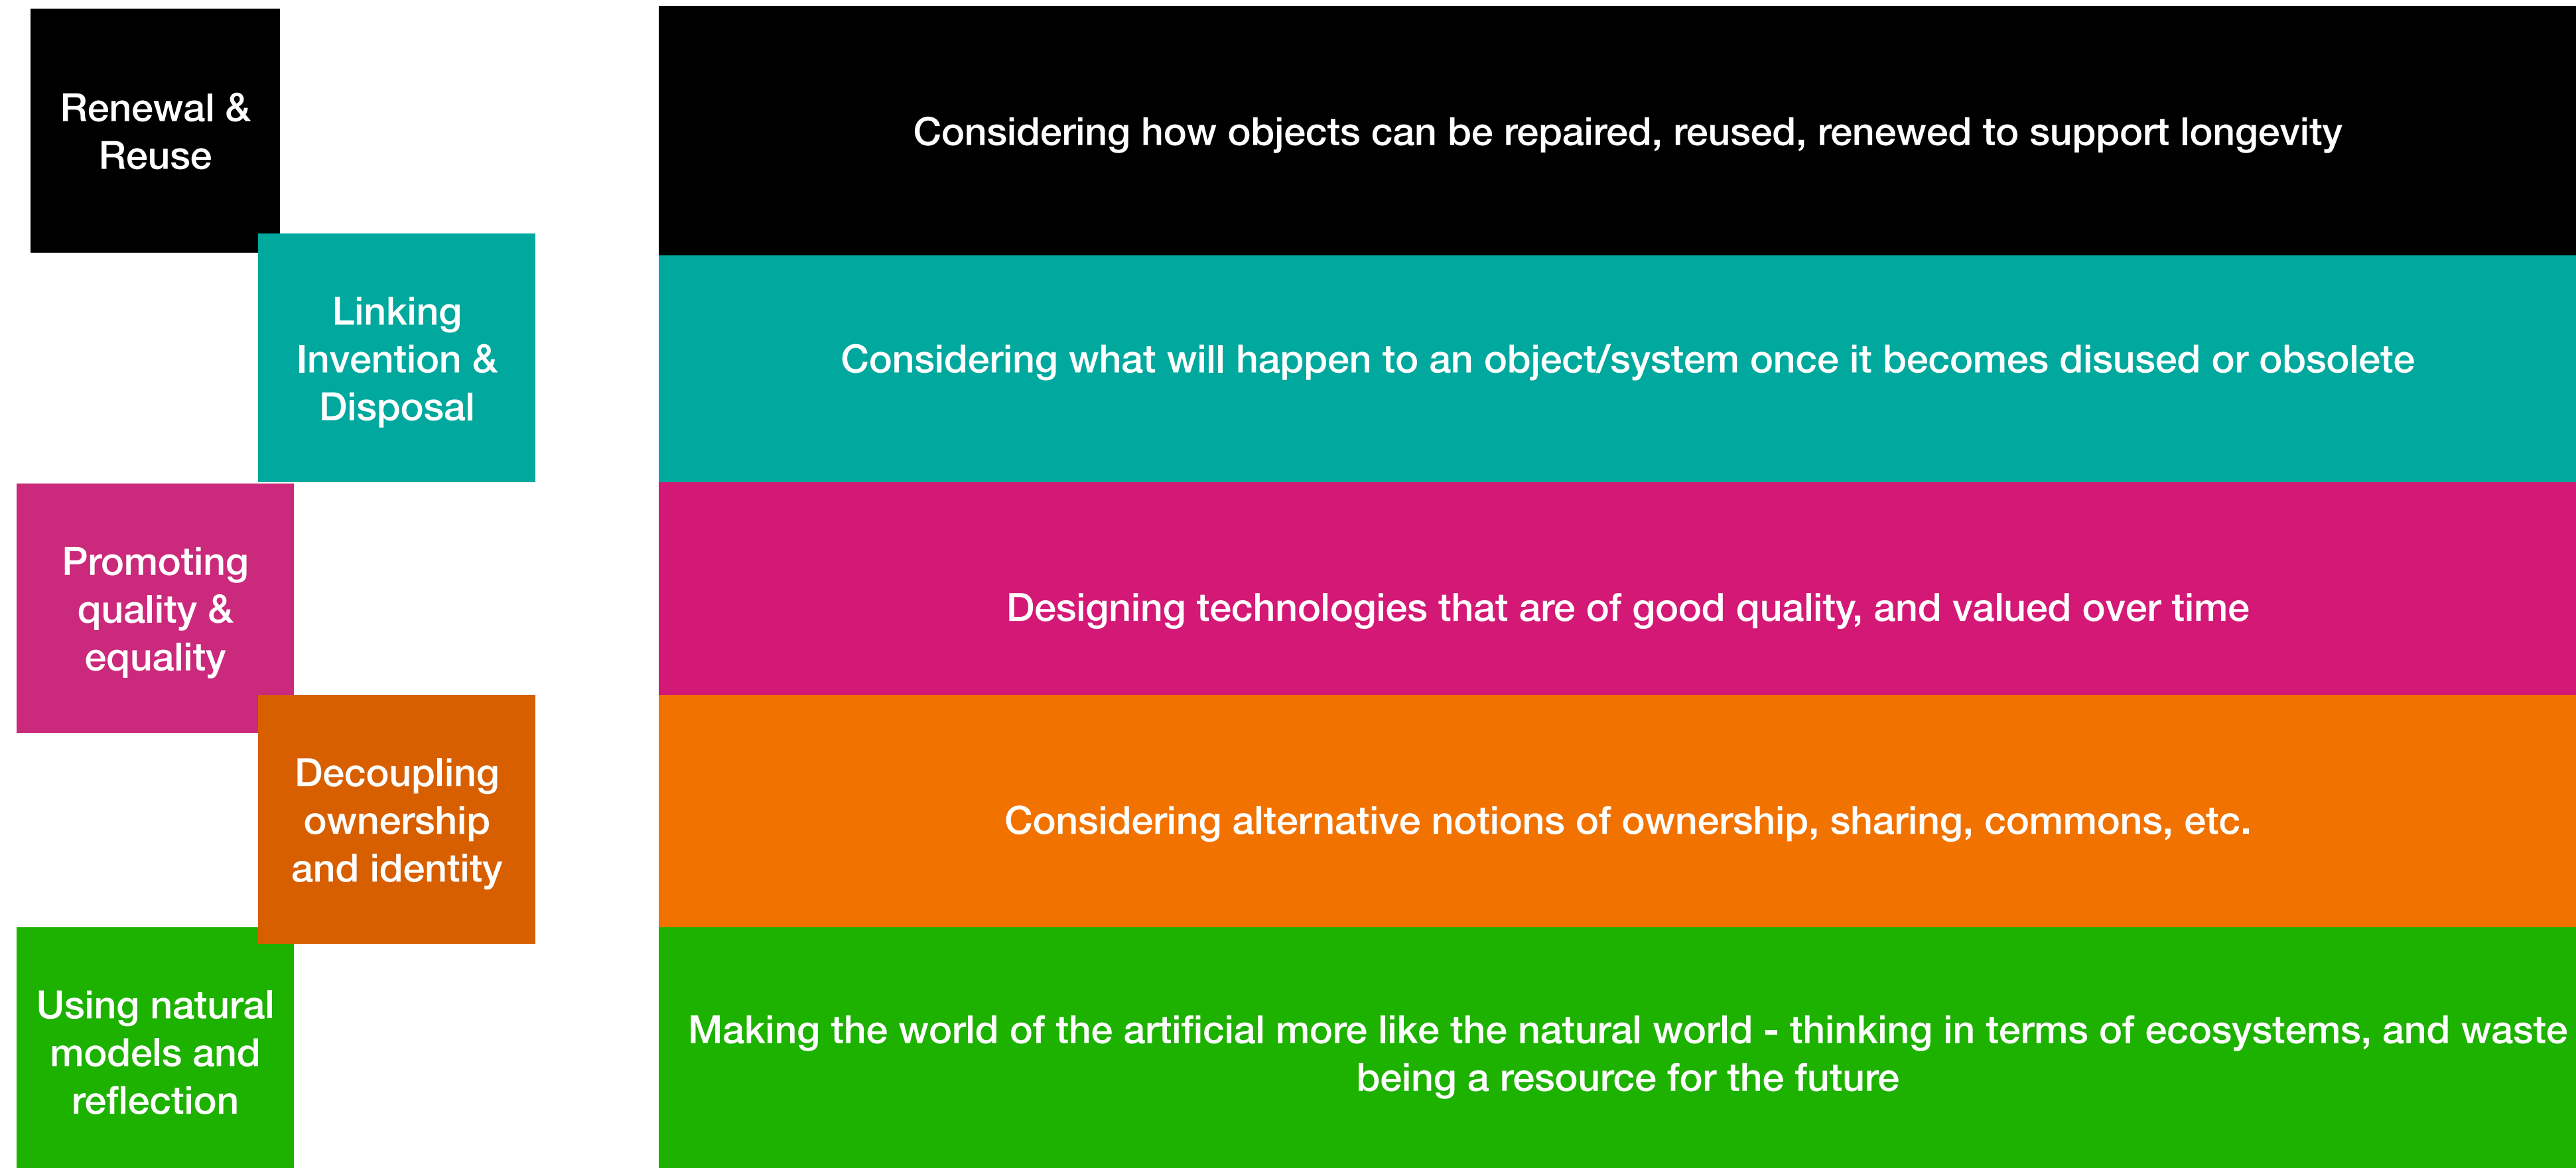 Renewal &
Reuse
Considering how objects can be repaired, reused, renewed to support longevity
Linking
Invention &
Disposal
Considering what will happen to an object/system once it becomes disused or obsolete
Promoting
quality &
equality
Designing technologies that are of good quality, and valued over time
Decoupling
ownership
and identity
Considering alternative notions of ownership, sharing, commons, etc.
Using natural
models and
reflection
Making the world of the artificial more like the natural world - thinking in terms of ecosystems, and waste
being a resource for the future